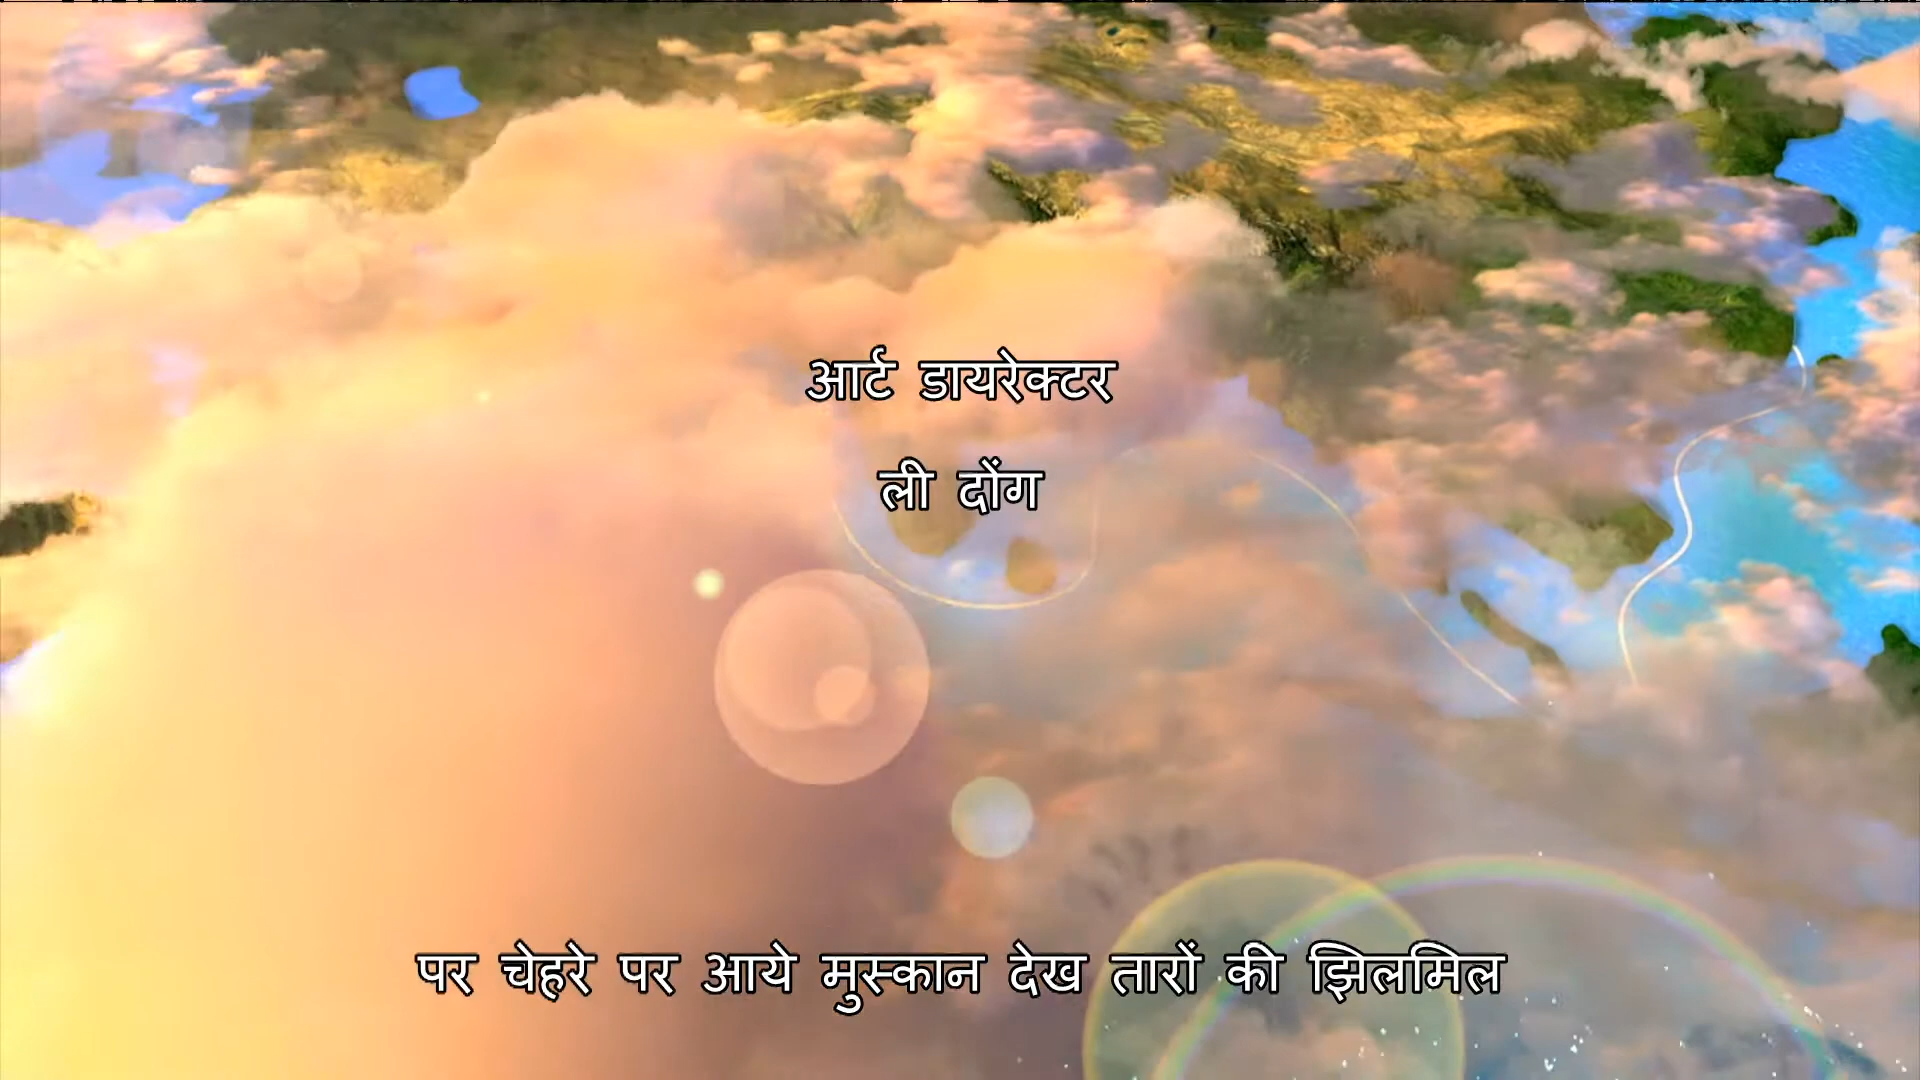 आर्ट डायरेक्टर
ली दोंग
पर चेहरे पर आये मुस्कान देख तारों की झिलमिल